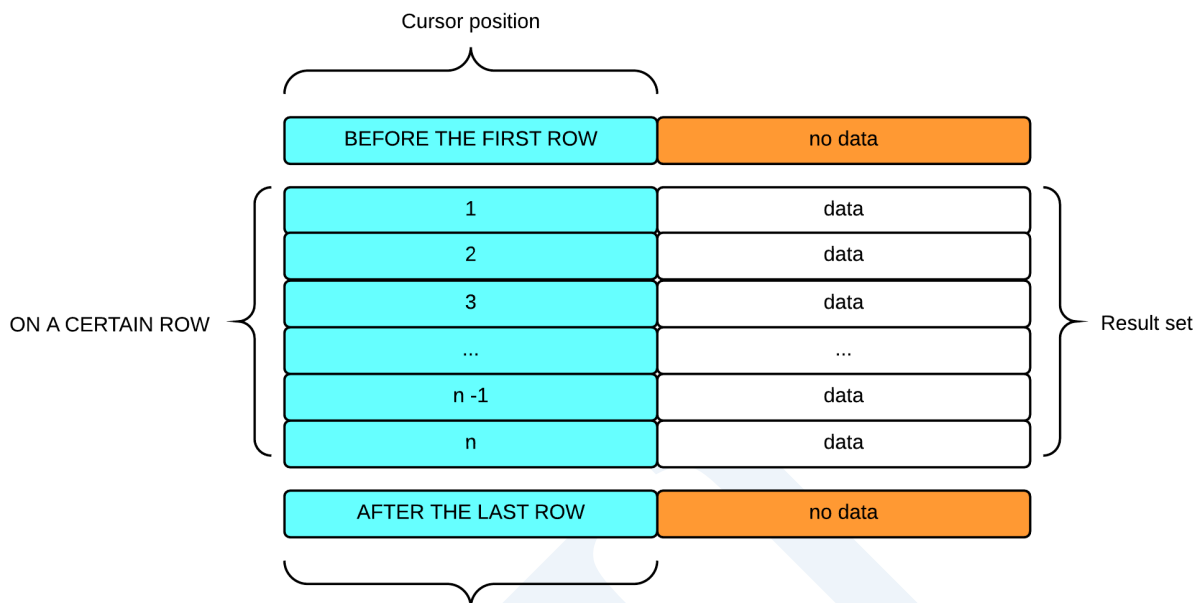 Cursor position
BEFORE THE FIRST ROW no data
1 data
2 data
3 data
ON A CERTAIN ROW
Result set
... ...
n -1 data
n data
AFTER THE LAST ROW no data